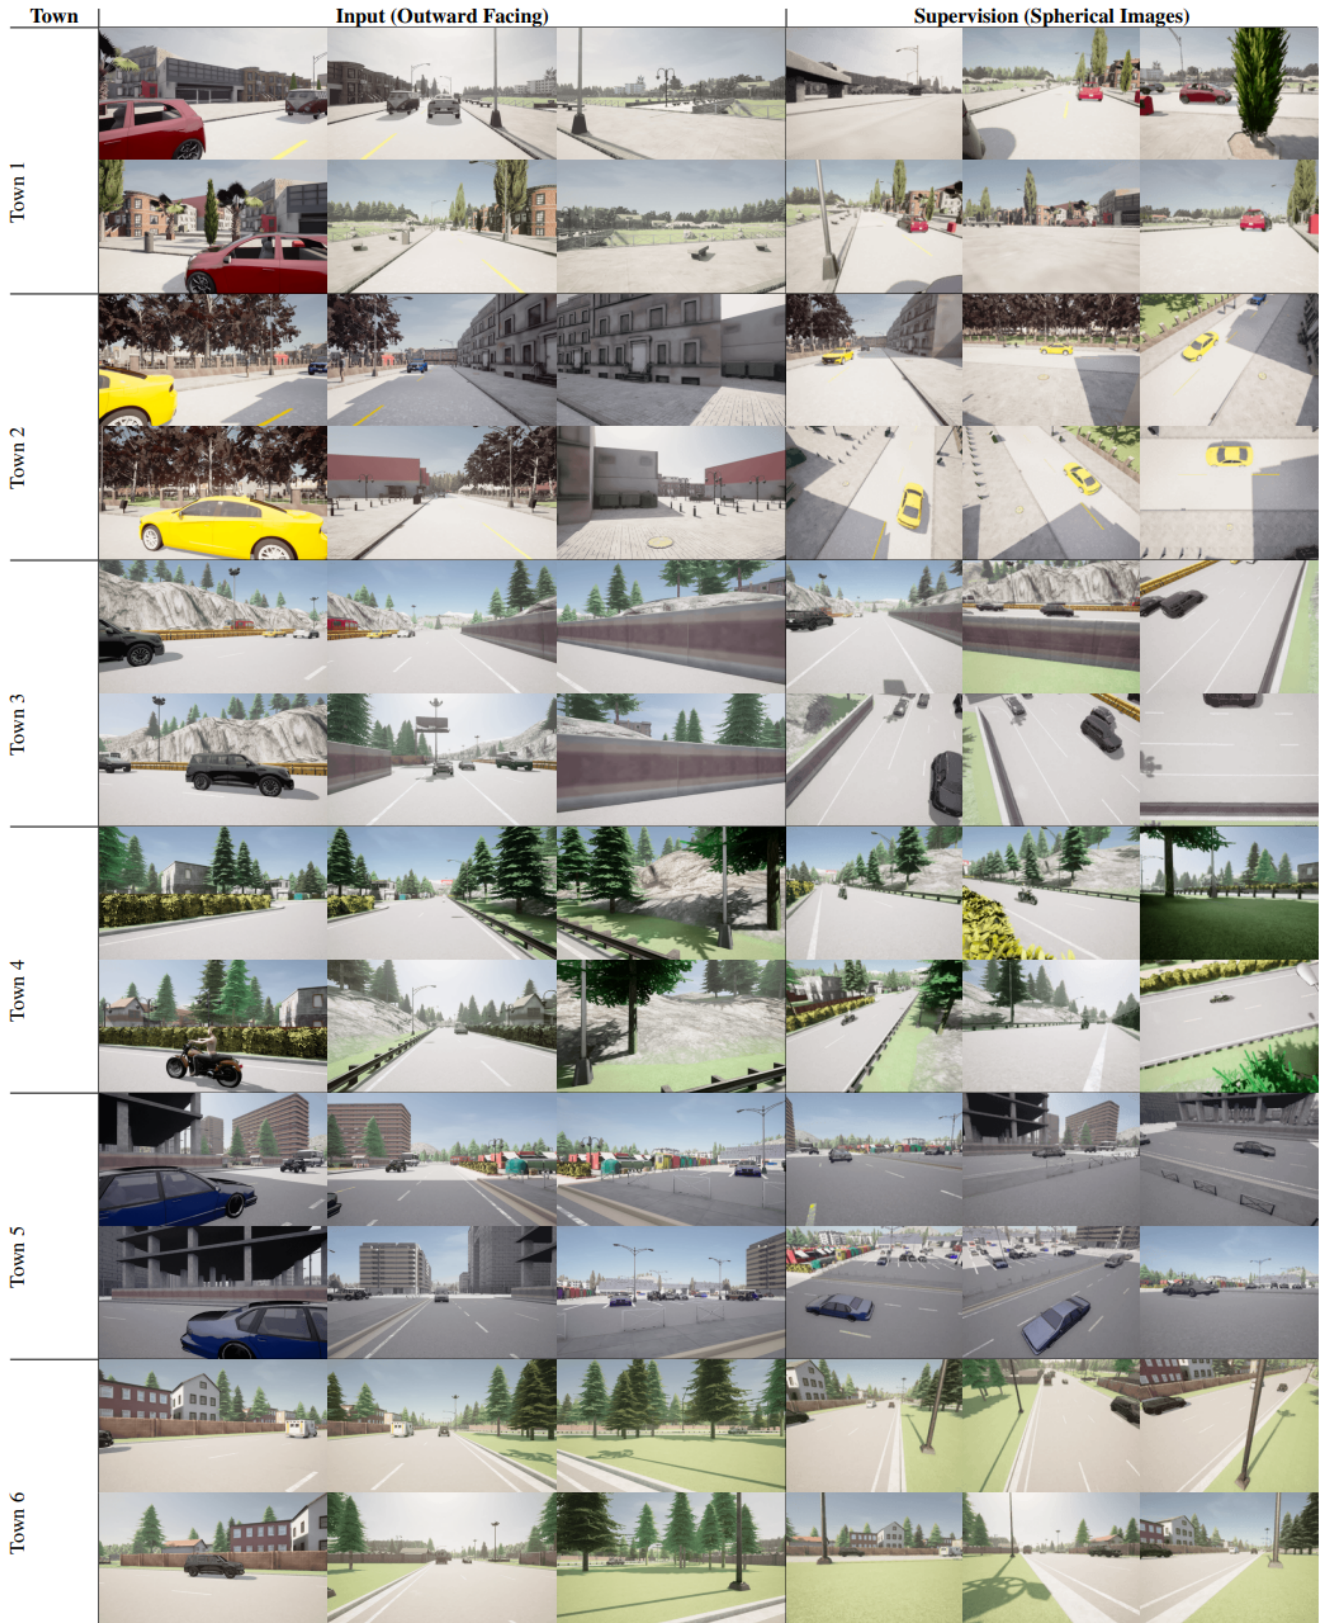 Town Input (Outward Facing) Supervision (Spherical Images)
Town 1
Town 2
Town 3
Town 4
Town 5
Town 6